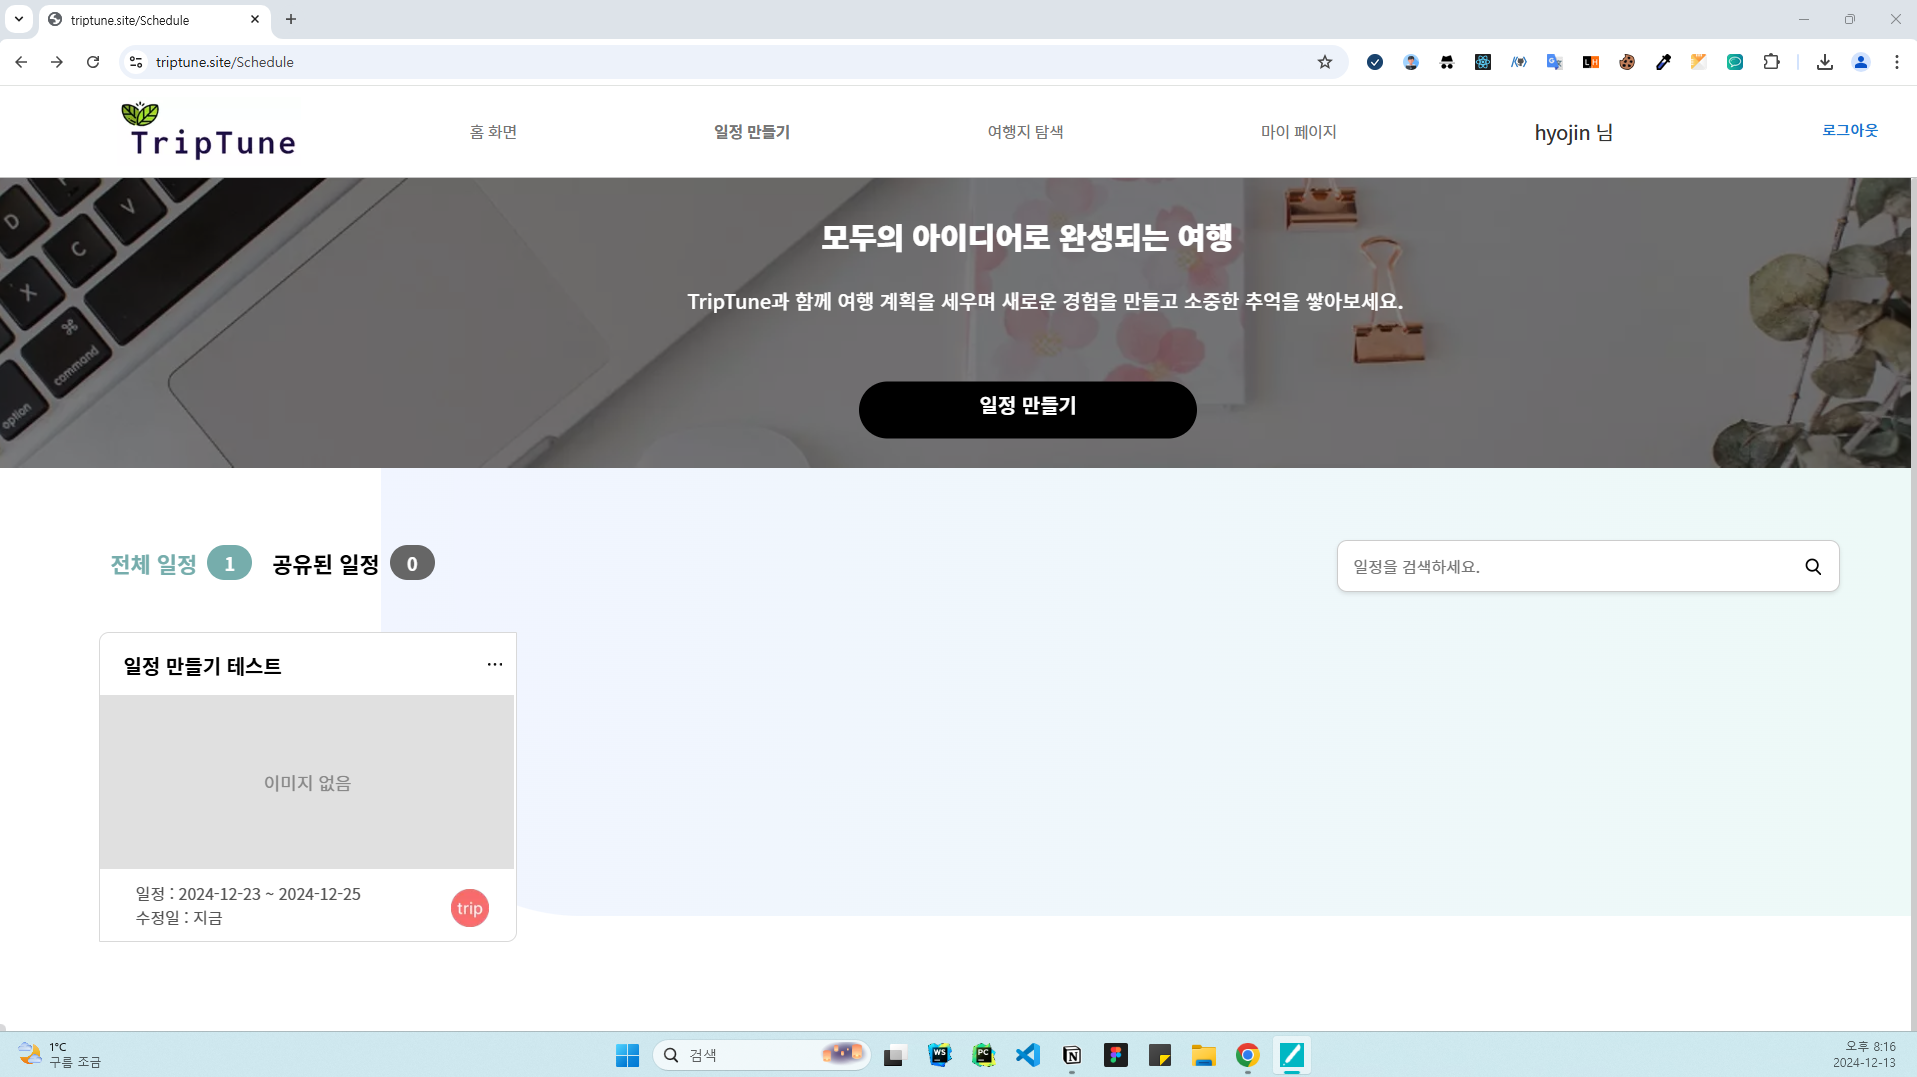 triptune.site/Schedule
triptune.site/Schedule
TripTune
홈 화면
일정 만들기
여행지 탐색
마이 페이지
hyojin 님
로그아웃
D
V
C
X
command
option
모두의 아이디어로 완성되는 여행
TripTune과 함께 여행 계획을 세우며 새로운 경험을 만들고 소중한 추억을 쌓아보세요.
일정 만들기
전체 일정 1
공유된 일정 0
일정을 검색하세요.
일정 만들기 테스트
이미지 없음
일정 : 2024-12-23 ~ 2024-12-25
수정일 : 지금
trip
1°C
구름 조금
검색
WS
PC
오후 8:16
2024-12-13